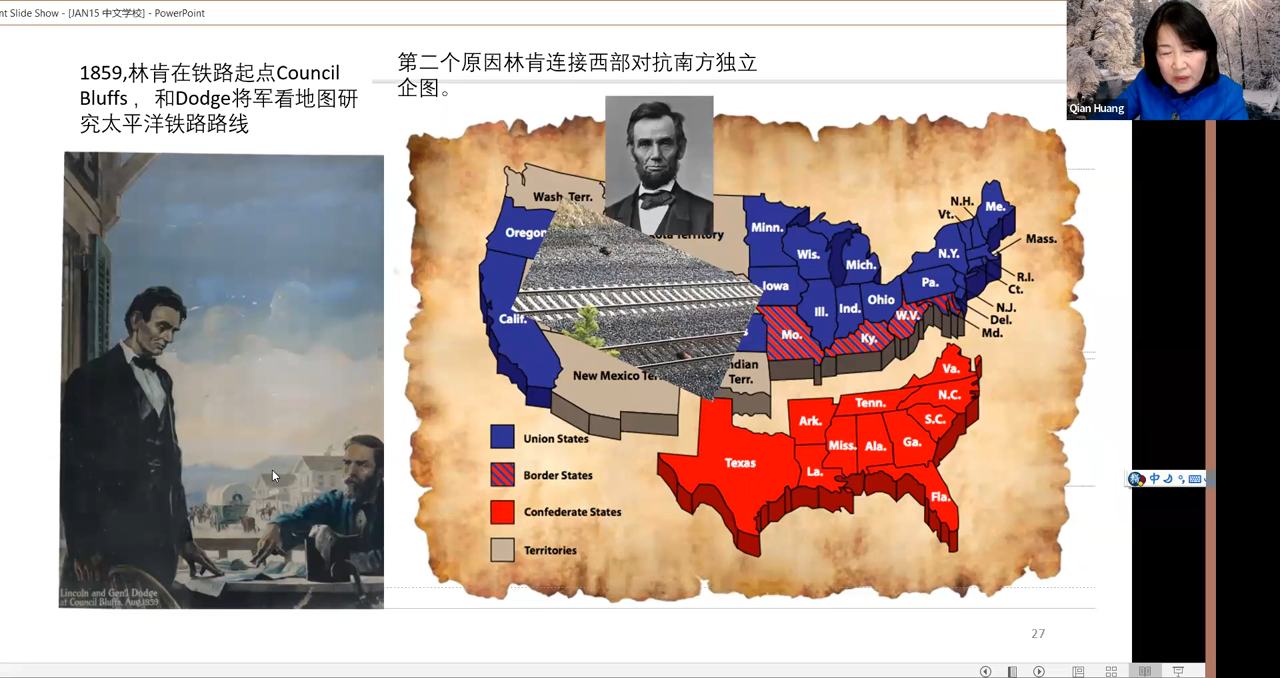 nt Slide Show - [JAN15 中文学校] - PowerPoint
1859,林肯在铁路起点Council
Bluffs， 和Dodge将军看地图研
究太平洋铁路路线
第二个原因林肯连接西部对抗南方独立
企图。
Qian Huang
Wash Terr.
Oregon
Calif.
New Mexico Terr
ota Territory
ndian
Terr.
Minn.
Wis.
Mich.
Iowa
Ill.
Ind.
Ohio
Mo.
Ky.
W.V.
Pa.
N.Y.
Vt.
N.H.
Me.
Mass.
R.I.
Ct.
N.J.
Del.
Md.
Va.
N.C.
S.C.
Tenn.
Ark.
Miss.
Ala.
Ga.
La.
Texas
Fla.
Union States
Border States
Confederate States
Territories
Lincoln and Gen'l Dodge
at Council Bluffs, Aug.1859
中
27